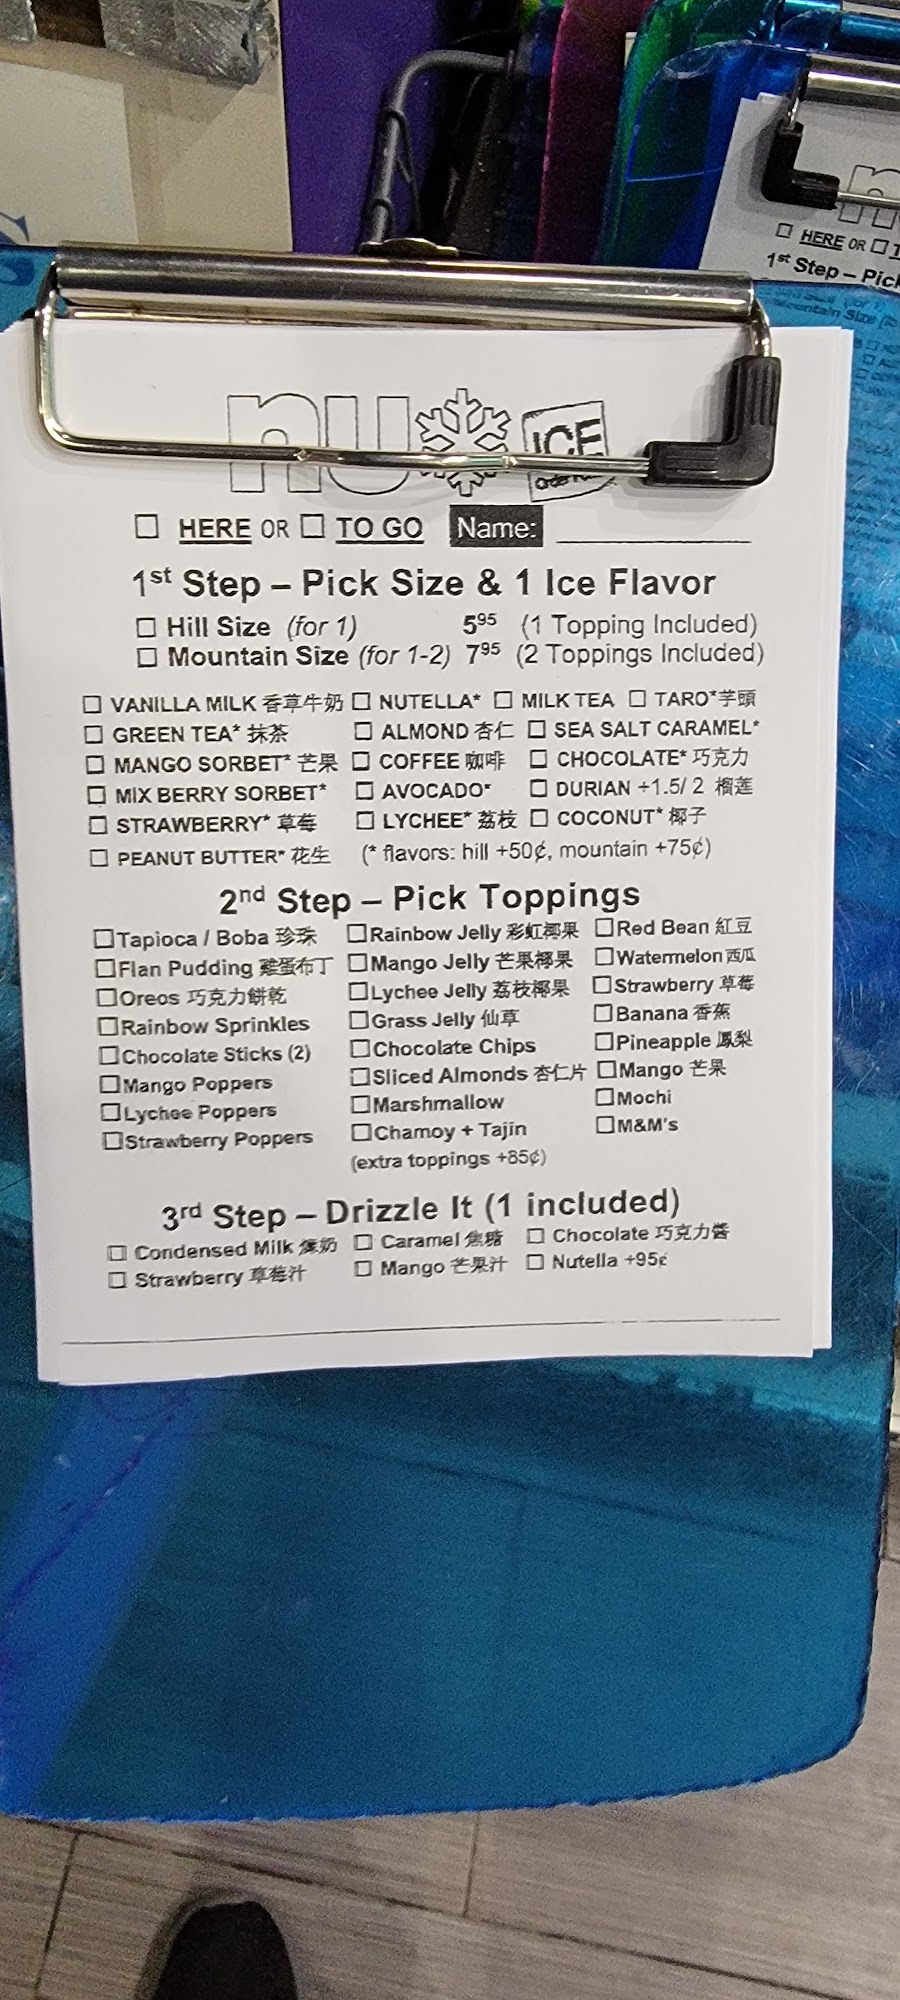 nu ICE
☐ HERE OR ☐ TO GO Name:
1st Step – Pick Size & 1 Ice Flavor
☐ Hill Size (for 1) 5⁹⁵ (1 Topping Included)
☐ Mountain Size (for 1-2) 7⁹⁵ (2 Toppings Included)
☐ VANILLA MILK 香草牛奶 ☐ NUTELLA* ☐ MILK TEA ☐ TARO*芋頭
☐ GREEN TEA* 抹茶 ☐ ALMOND 杏仁 ☐ SEA SALT CARAMEL*
☐ MANGO SORBET* 芒果 ☐ COFFEE 咖啡 ☐ CHOCOLATE* 巧克力
☐ MIX BERRY SORBET* ☐ AVOCADO* ☐ DURIAN +1.5/ 2 榴莲
☐ STRAWBERRY* 草莓 ☐ LYCHEE* 荔枝 ☐ COCONUT* 椰子
☐ PEANUT BUTTER* 花生 (* flavors: hill +50¢, mountain +75¢)
2nd Step – Pick Toppings
☐Tapioca / Boba 珍珠 ☐Rainbow Jelly 彩虹椰果 ☐Red Bean 紅豆
☐Flan Pudding 雞蛋布丁 ☐Mango Jelly 芒果椰果 ☐Watermelon 西瓜
☐Oreos 巧克力餅乾 ☐Lychee Jelly 荔枝椰果 ☐Strawberry 草莓
☐Rainbow Sprinkles ☐Grass Jelly 仙草 ☐Banana 香蕉
☐Chocolate Sticks (2) ☐Chocolate Chips ☐Pineapple 鳳梨
☐Mango Poppers ☐Sliced Almonds 杏仁片 ☐Mango 芒果
☐Lychee Poppers ☐Marshmallow ☐Mochi
☐Strawberry Poppers ☐Chamoy + Tajin ☐M&M's
(extra toppings +85¢)
3rd Step – Drizzle It (1 included)
☐ Condensed Milk 煉奶 ☐ Caramel 焦糖 ☐ Chocolate 巧克力醬
☐ Strawberry 草莓汁 ☐ Mango 芒果汁 ☐ Nutella +95¢
☐ HERE OR ☐
1st Step – Pick